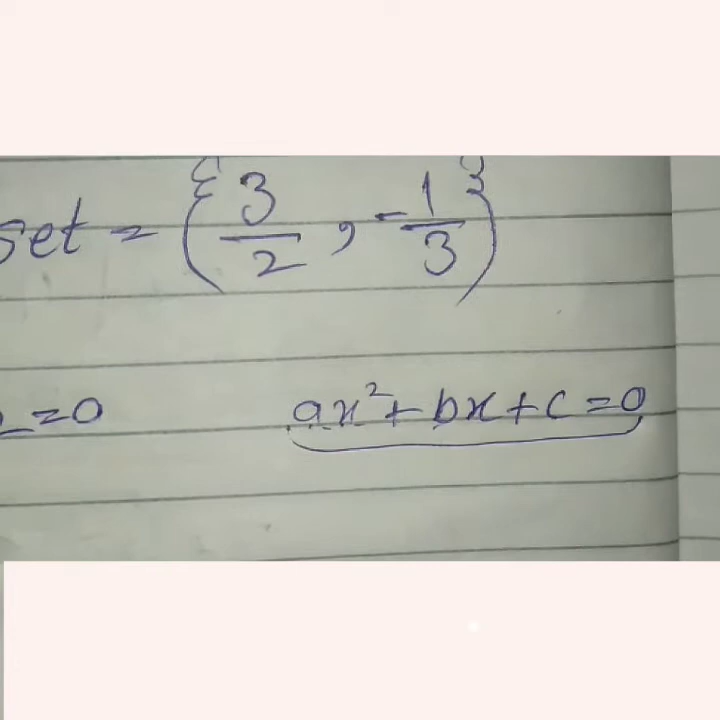 set = {3/2, -1/3}
=0 ax²+bx+c=0